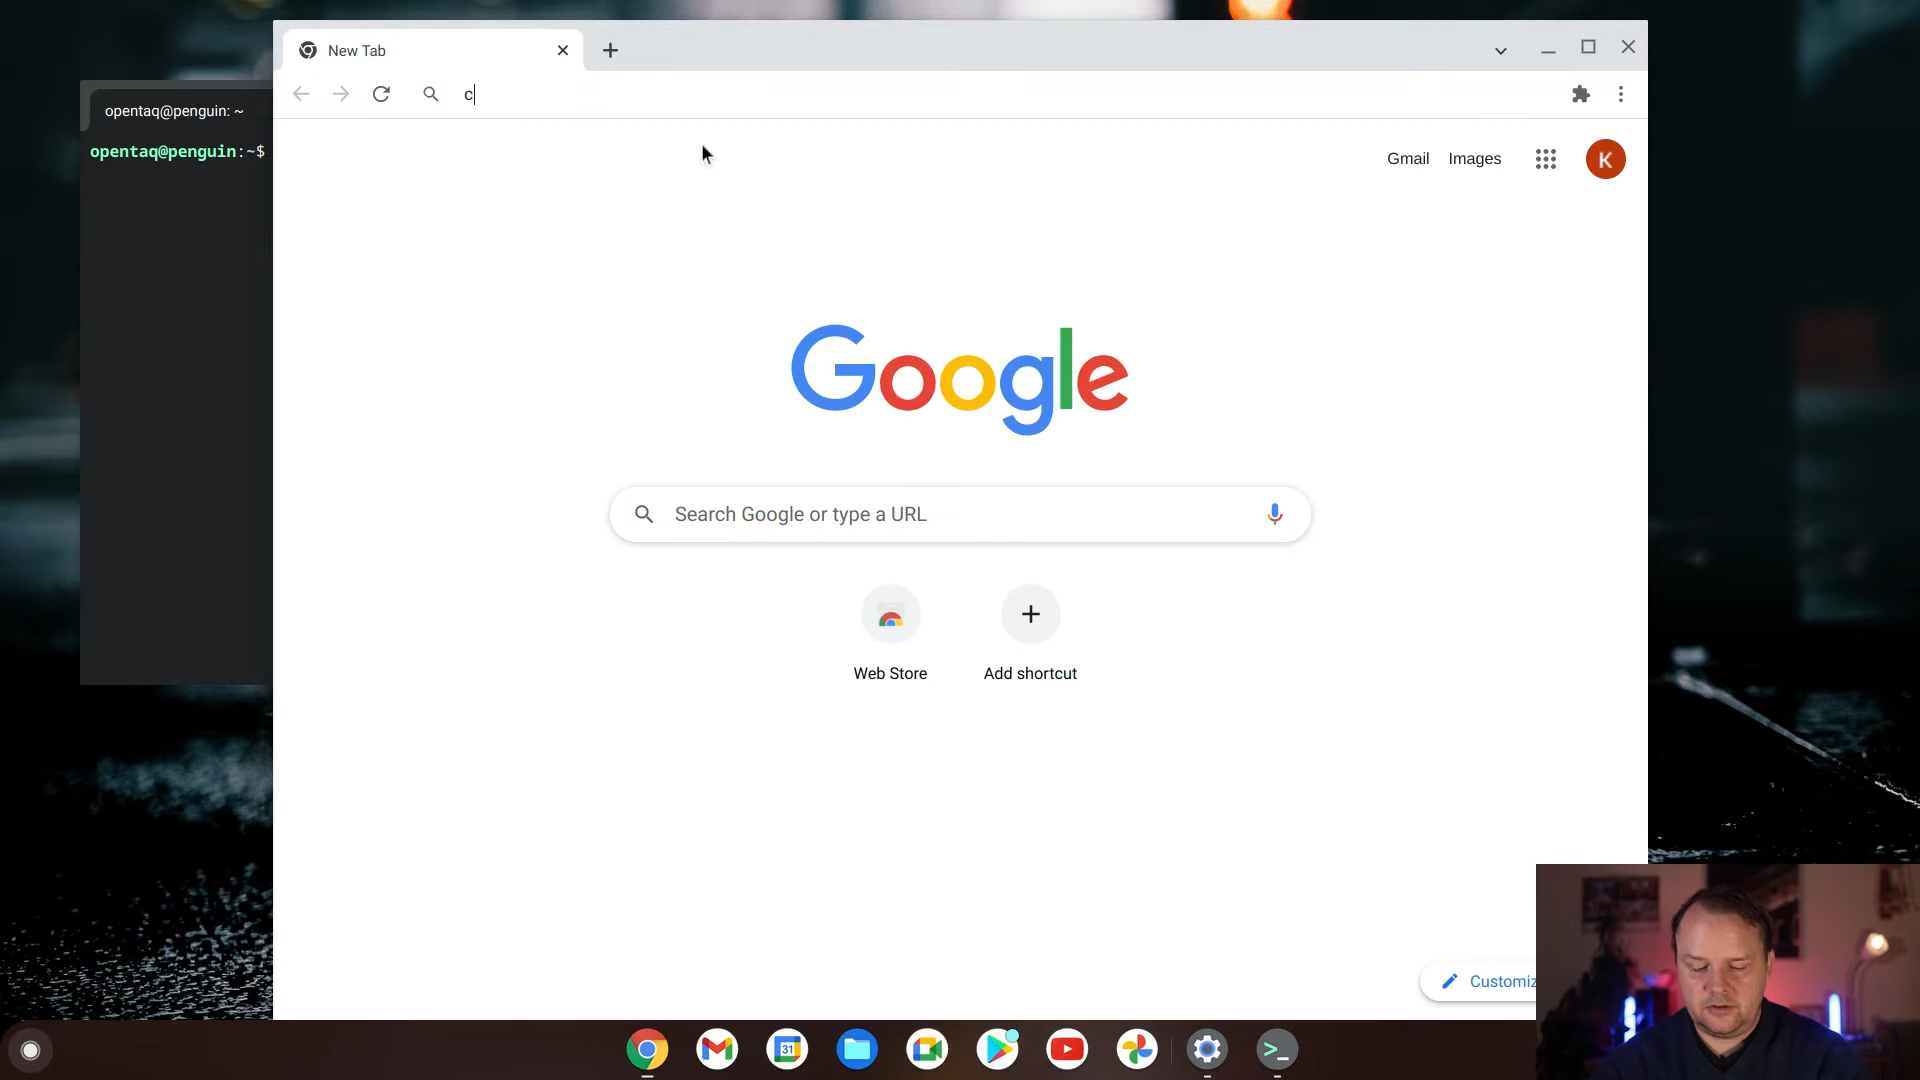 New Tab
c
opentaq@penguin: ~
opentaq@penguin:~$
Gmail
Images
K
Google
Search Google or type a URL
Web Store
Add shortcut
Customiz
31
>_